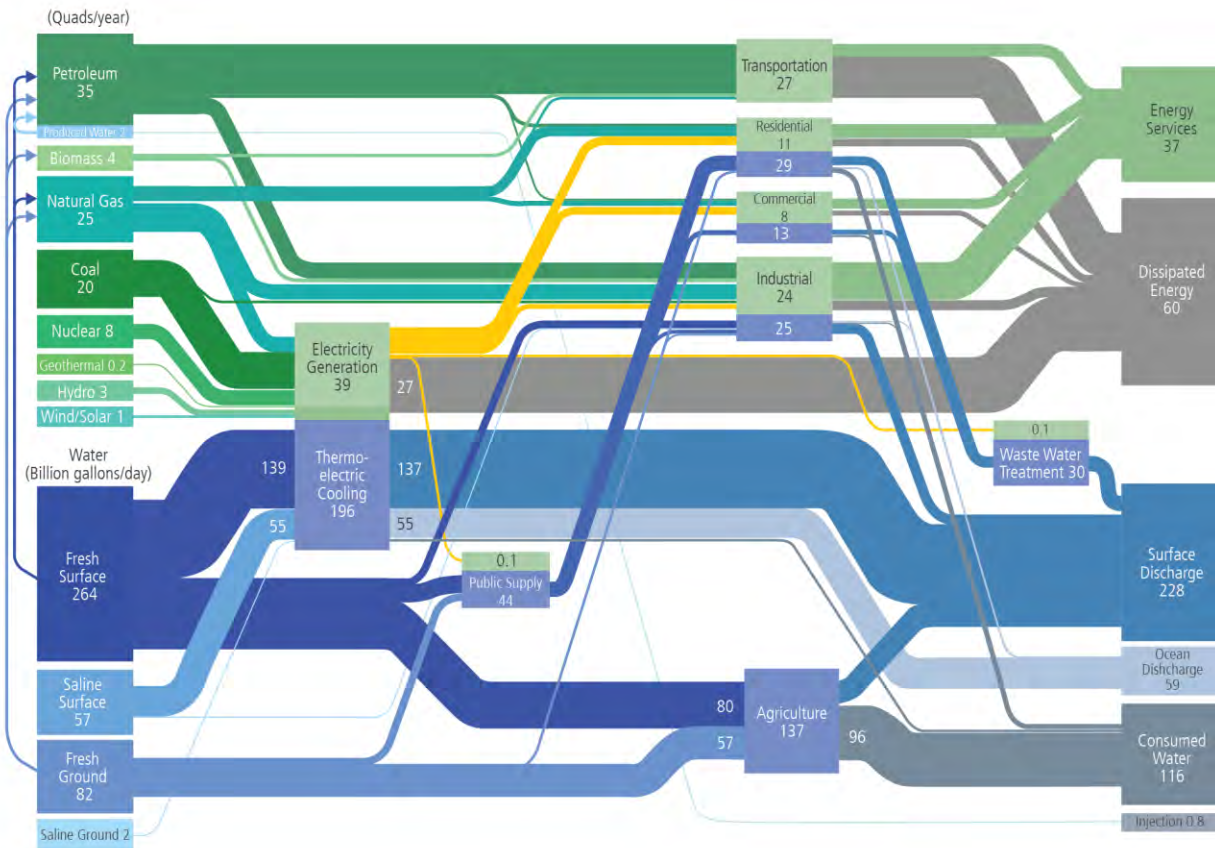 (Quads/year)
Petroleum
35
Produced Water 2
Biomass 4
Natural Gas
25
Coal
20
Nuclear 8
Geothermal 0.2
Hydro 3
Wind/Solar 1
Water
(Billion gallons/day)
Fresh
Surface
264
Saline
Surface
57
Fresh
Ground
82
Saline Ground 2
139
55
Electricity
Generation
39
Thermo-
electric
Cooling
196
27
137
55
0.1
Public Supply
44
Transportation
27
Residential
11
29
Commercial
8
13
Industrial
24
25
80
57
Agriculture
137
96
0.1
Waste Water
Treatment 30
Energy
Services
37
Dissipated
Energy
60
Surface
Discharge
228
Ocean
Dishcharge
59
Consumed
Water
116
Injection 0.8